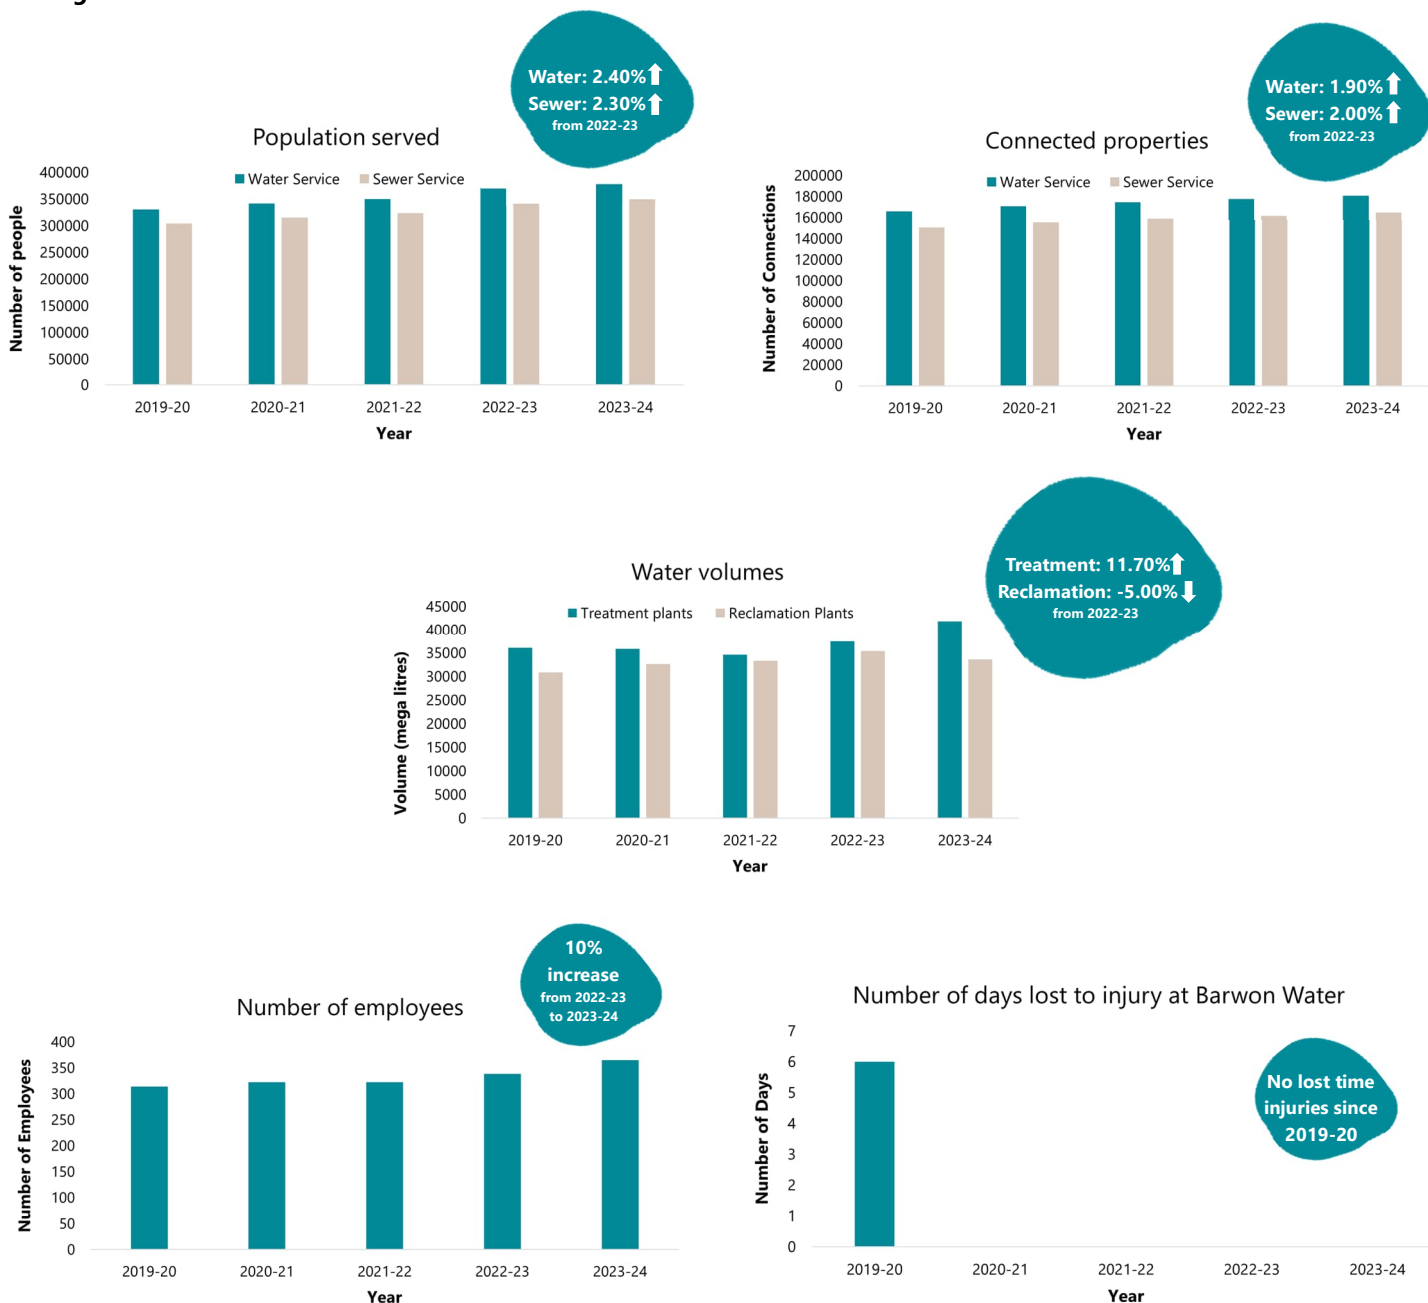 Water: 2.40%
Sewer: 2.30%
from 2022-23
Population served
Water Service
Sewer Service
Number of people
400000
350000
300000
250000
200000
150000
100000
50000
0
2019-20
2020-21
2021-22
2022-23
2023-24
Year
Water: 1.90%
Sewer: 2.00%
from 2022-23
Connected properties
Water Service
Sewer Service
Number of Connections
200000
180000
160000
140000
120000
100000
80000
60000
40000
20000
0
2019-20
2020-21
2021-22
2022-23
2023-24
Year
Treatment: 11.70%
Reclamation: -5.00%
from 2022-23
Water volumes
Treatment plants
Reclamation Plants
Volume (mega litres)
45000
40000
35000
30000
25000
20000
15000
10000
5000
0
2019-20
2020-21
2021-22
2022-23
2023-24
Year
10%
increase
from 2022-23
to 2023-24
Number of employees
Number of Employees
400
350
300
250
200
150
100
50
0
2019-20
2020-21
2021-22
2022-23
2023-24
Year
Number of days lost to injury at Barwon Water
No lost time
injuries since
2019-20
Number of Days
7
6
5
4
3
2
1
0
2019-20
2020-21
2021-22
2022-23
2023-24
Year